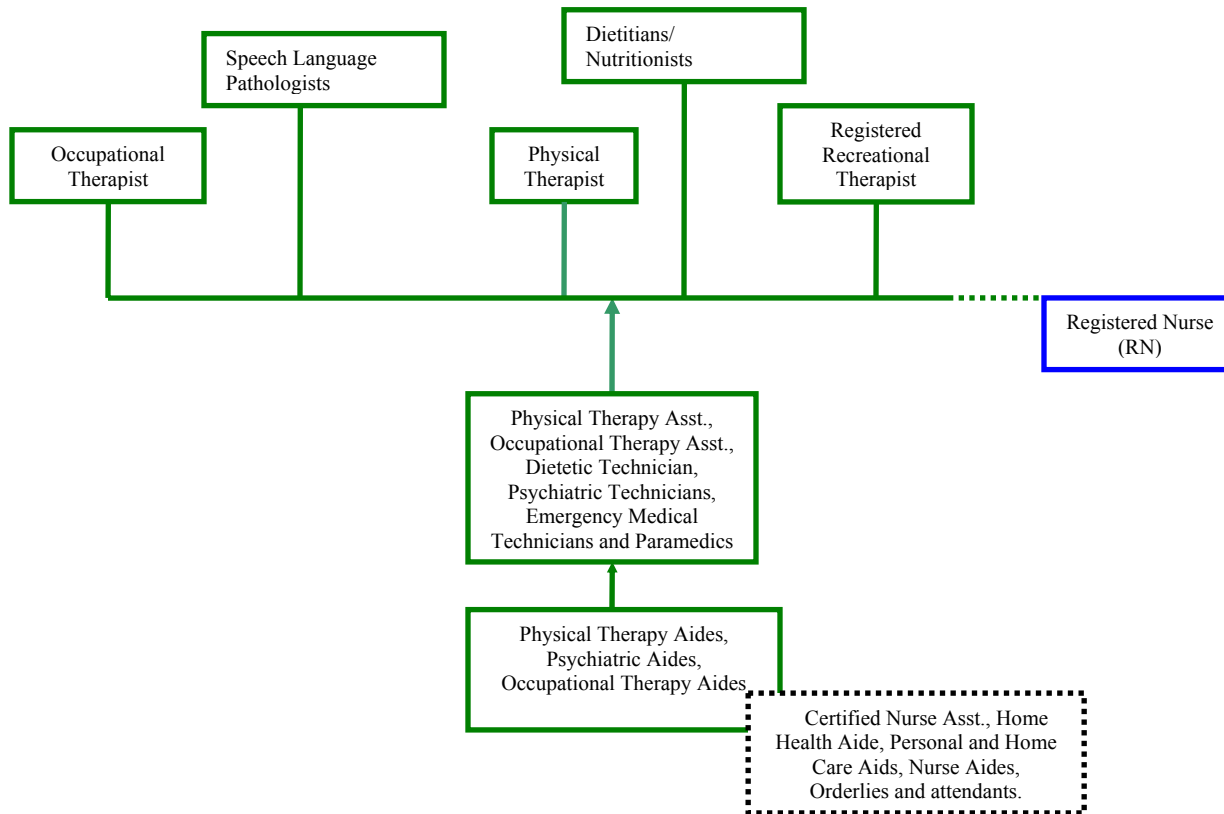 Dietitians/
Nutritionists
Speech Language
Pathologists
Occupational
Therapist
Physical
Therapist
Registered
Recreational
Therapist
Registered Nurse
(RN)
Physical Therapy Asst.,
Occupational Therapy Asst.,
Dietetic Technician,
Psychiatric Technicians,
Emergency Medical
Technicians and Paramedics
Physical Therapy Aides,
Psychiatric Aides,
Occupational Therapy Aides
Certified Nurse Asst., Home
Health Aide, Personal and Home
Care Aids, Nurse Aides,
Orderlies and attendants.